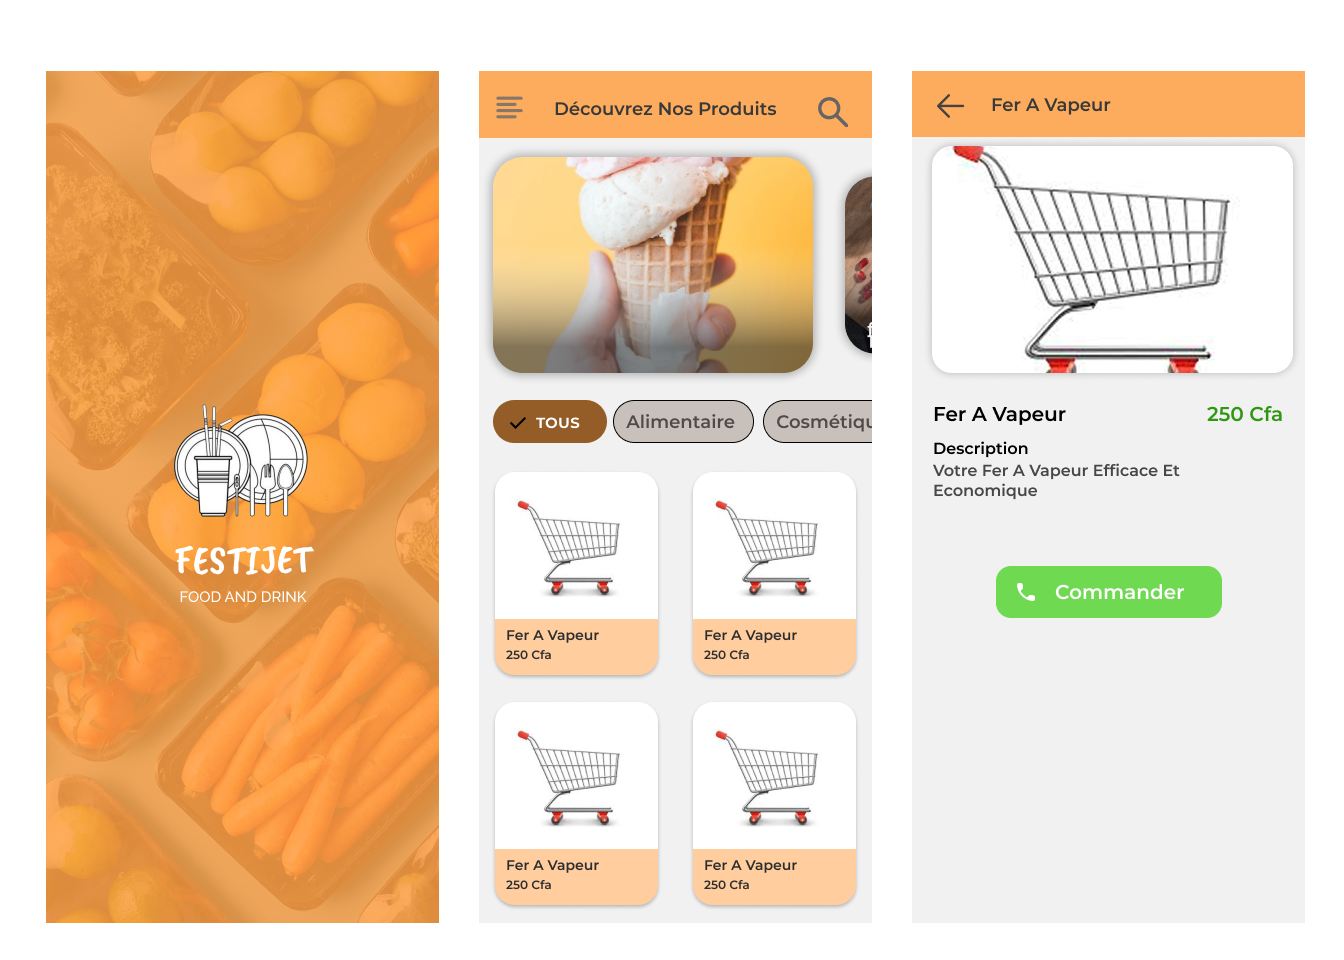 FESTIJET
FOOD AND DRINK
Découvrez Nos Produits
TOUS
Alimentaire
Cosmétiqu
Fer A Vapeur
250 Cfa
Fer A Vapeur
250 Cfa
Fer A Vapeur
250 Cfa
Fer A Vapeur
250 Cfa
Fer A Vapeur
Fer A Vapeur
250 Cfa
Description
Votre Fer A Vapeur Efficace Et
Economique
Commander